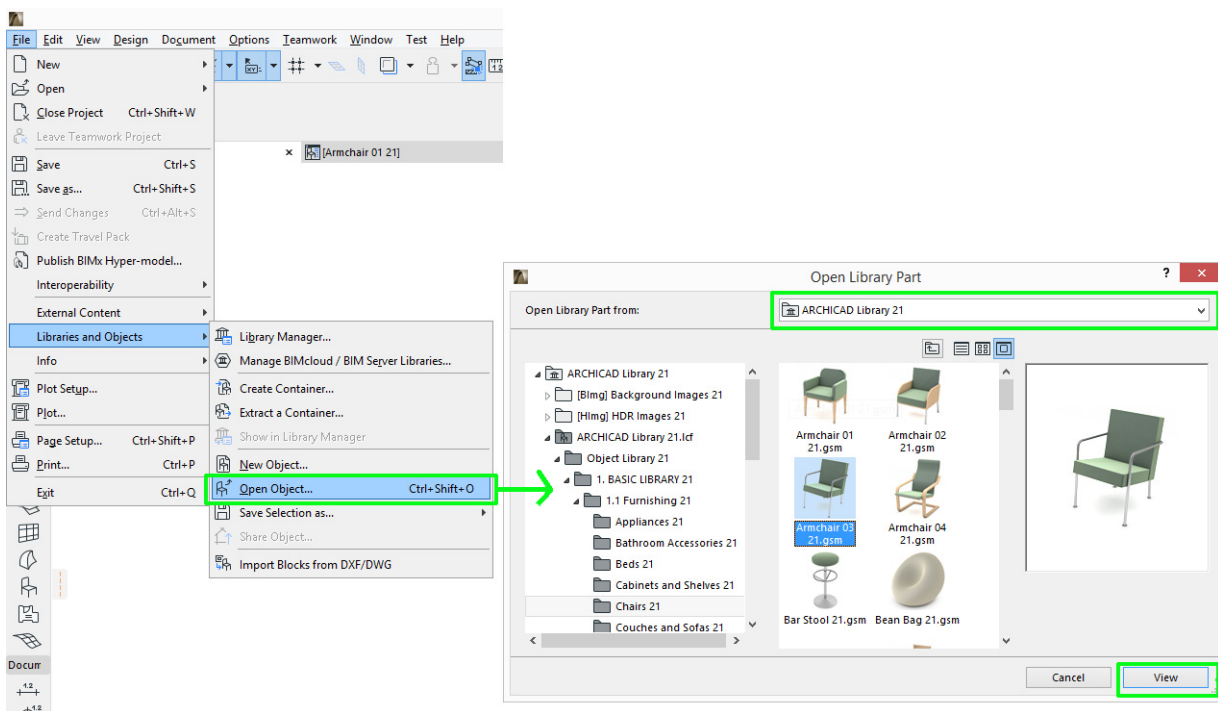 File Edit View Design Document Options Teamwork Window Test Help
New
Open
Close Project Ctrl+Shift+W
Leave Teamwork Project
Save Ctrl+S
Save as... Ctrl+Shift+S
Send Changes Ctrl+Alt+S
Create Travel Pack
Publish BIMx Hyper-model...
Interoperability
External Content
Libraries and Objects
Info
Plot Setup...
Plot...
Page Setup... Ctrl+Shift+P
Print... Ctrl+P
Exit Ctrl+Q
[Armchair 01 21]
Library Manager...
Manage BIMcloud / BIM Server Libraries...
Create Container...
Extract a Container...
Show in Library Manager
New Object...
Open Object... Ctrl+Shift+O
Save Selection as...
Share Object...
Import Blocks from DXF/DWG
Docum
1.2
1.2
Open Library Part ?
Open Library Part from: ARCHICAD Library 21
ARCHICAD Library 21
[BImg] Background Images 21
[HImg] HDR Images 21
ARCHICAD Library 21.lcf
Object Library 21
1. BASIC LIBRARY 21
1.1 Furnishing 21
Appliances 21
Bathroom Accessories 21
Beds 21
Cabinets and Shelves 21
Chairs 21
Couches and Sofas 21
Armchair 01
21.gsm
Armchair 02
21.gsm
Armchair 03
21.gsm
Armchair 04
21.gsm
Bar Stool 21.gsm
Bean Bag 21.gsm
Cancel View